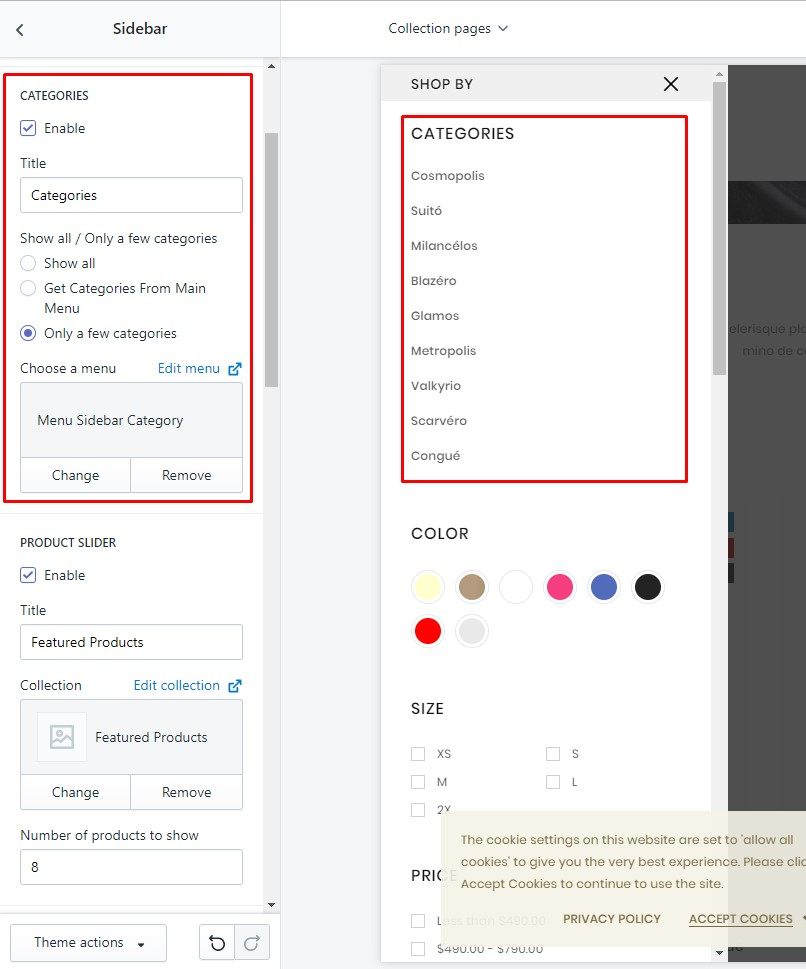 Sidebar
Collection pages
CATEGORIES
Enable
Title
Categories
Show all / Only a few categories
Show all
Get Categories From Main
Menu
Only a few categories
Choose a menu Edit menu
Menu Sidebar Category
Change Remove
PRODUCT SLIDER
Enable
Title
Featured Products
Collection Edit collection
Featured Products
Change Remove
Number of products to show
8
Theme actions
SHOP BY
CATEGORIES
Cosmopolis
Suitó
Milancélos
Blazéro
Glamos
Metropolis
Valkyrio
Scarvéro
Congué
COLOR
SIZE
XS S
M L
2X
PRICE
Less than $490.00
$490.00 - $790.00
The cookie settings on this website are set to 'allow all
cookies' to give you the very best experience. Please clic
Accept Cookies to continue to use the site.
PRIVACY POLICY ACCEPT COOKIES
elerisque pla
mino de c